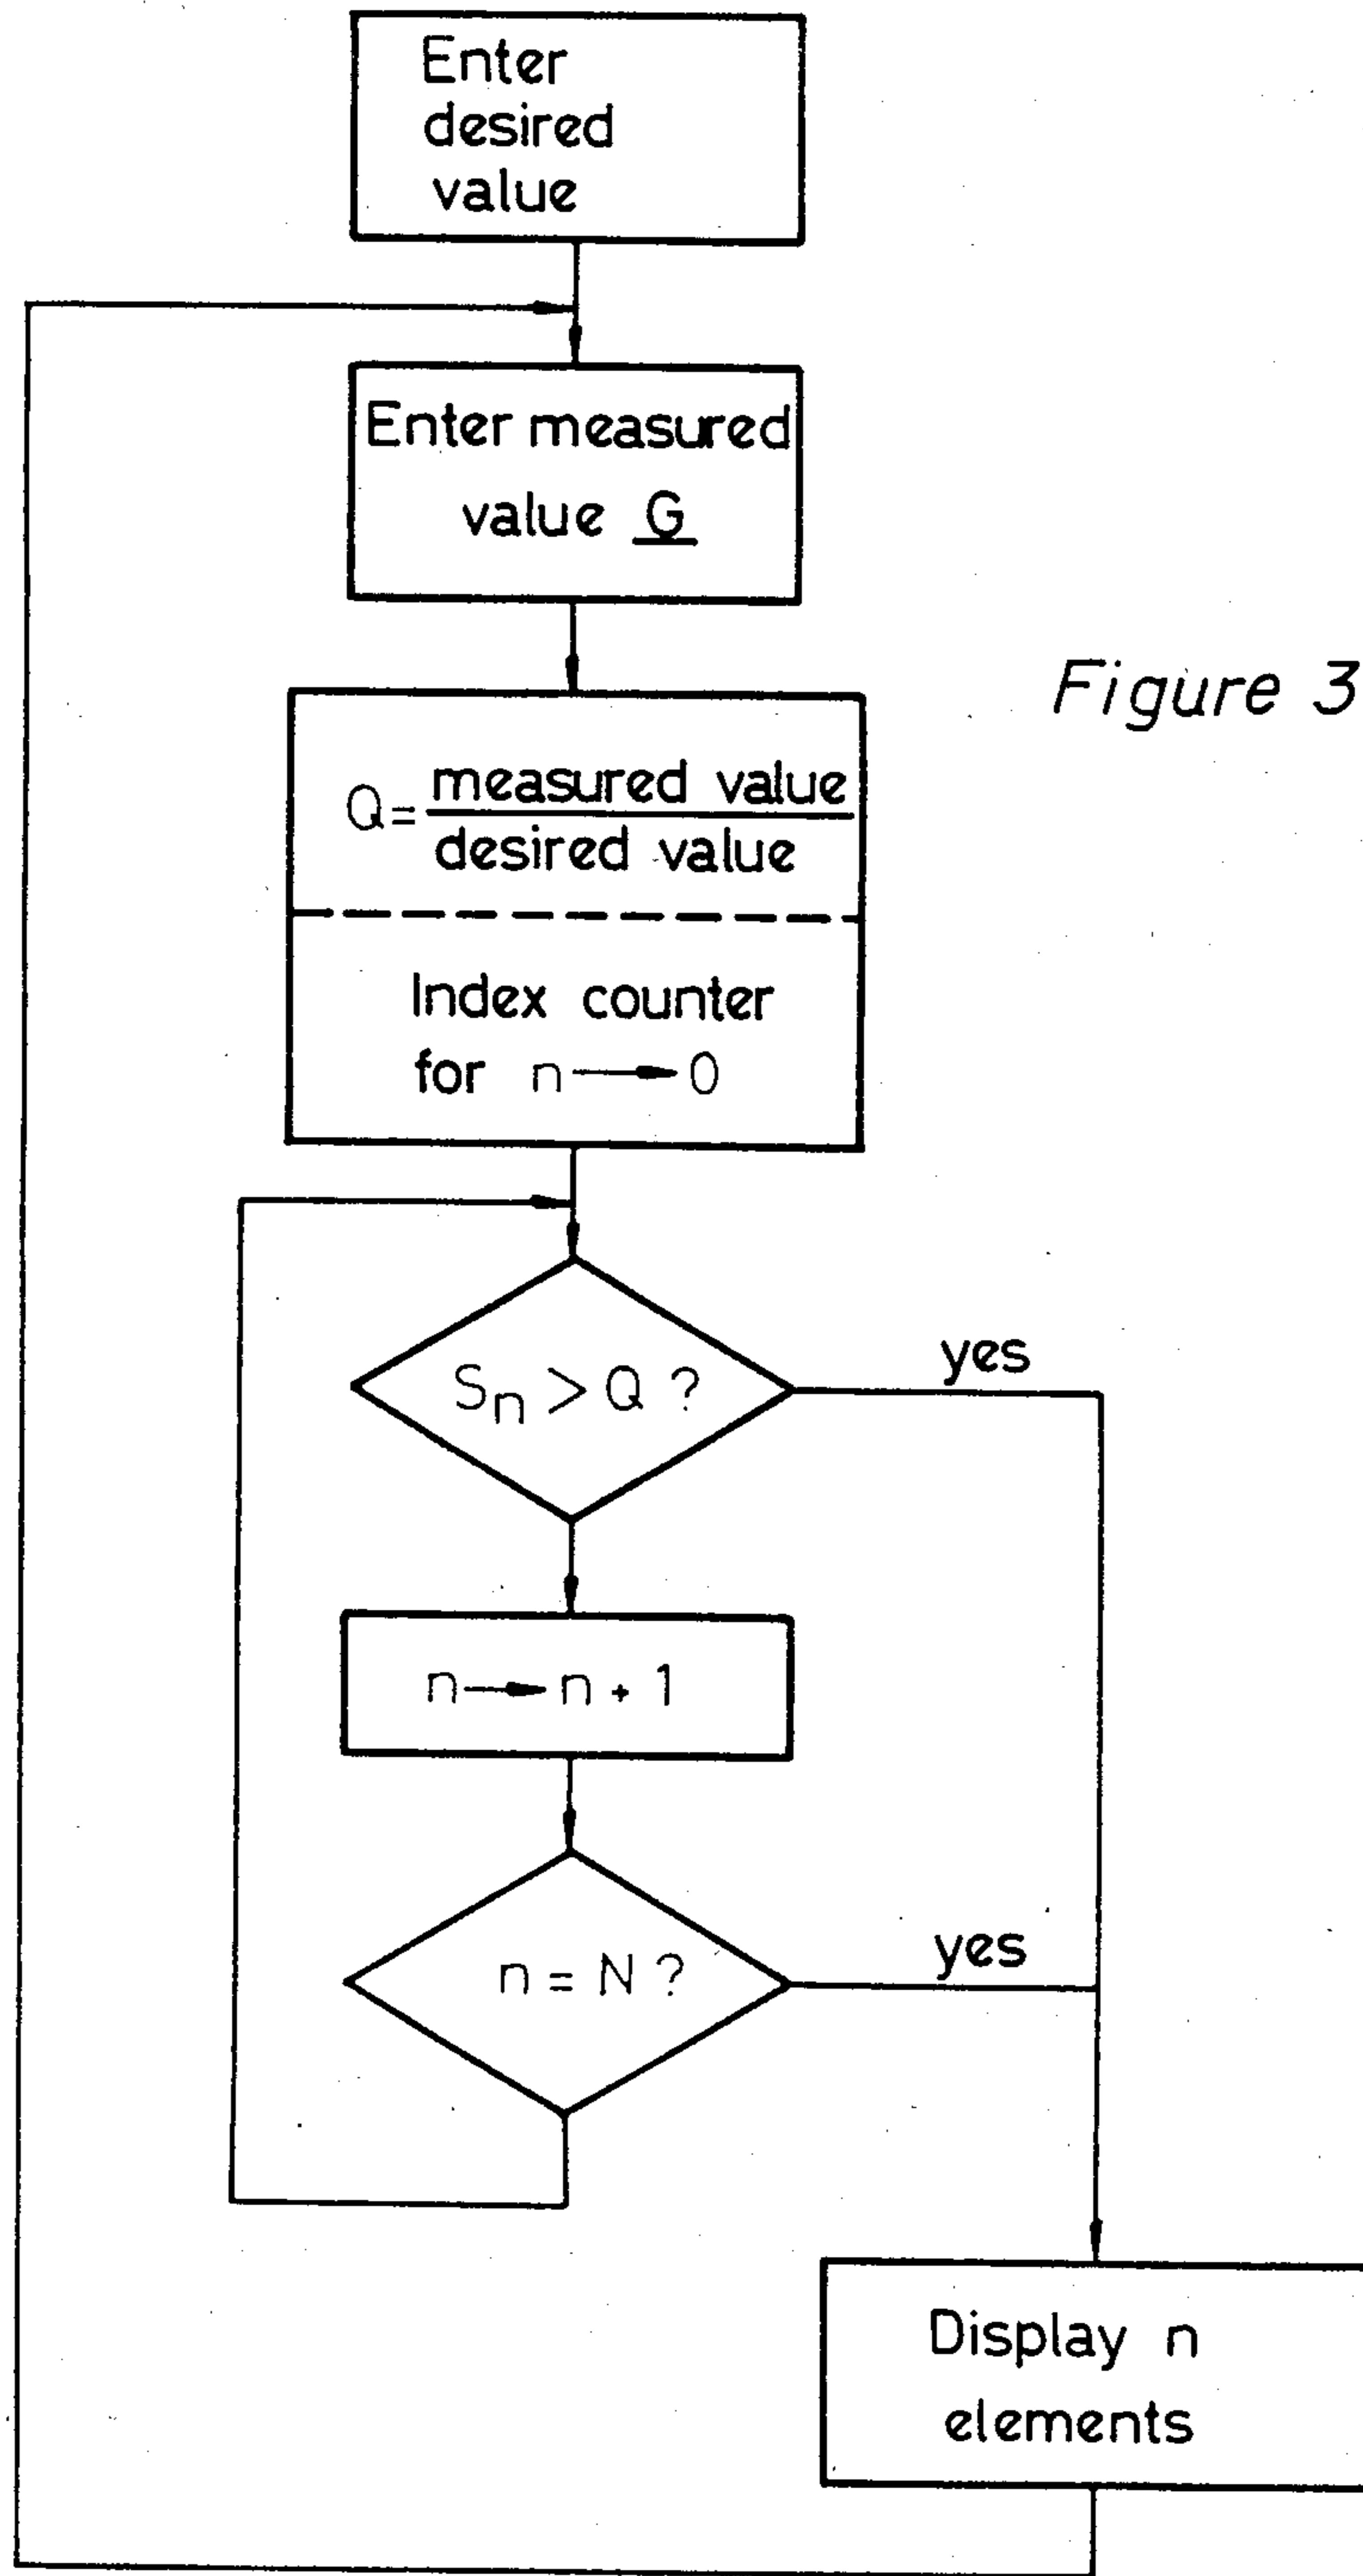 Enter
desired
value
Enter measured
value G
Figure 3
Q = measured value
desired value
Index counter
for n → 0
Sn > Q ?
yes
n → n + 1
n = N ?
yes
Display n
elements